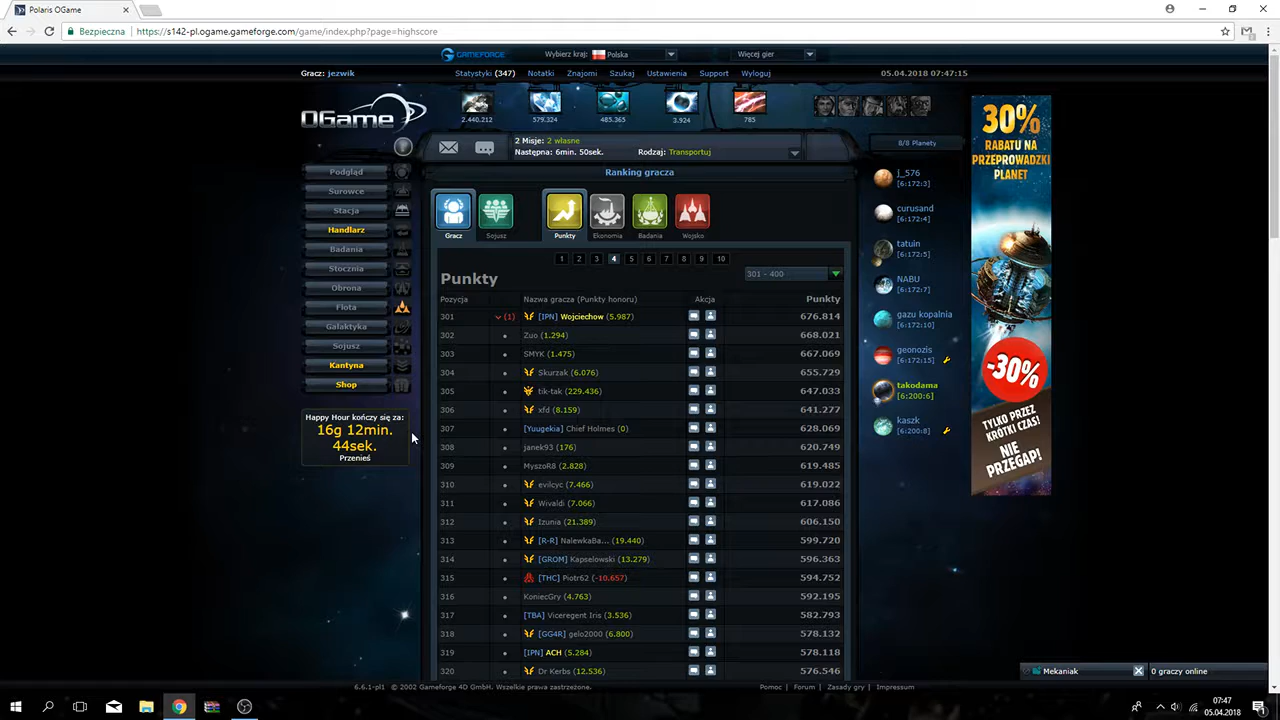 Polaris OGame
Bezpieczna
https://s142-pl.ogame.gameforge.com/game/index.php?page=highscore
GAMEFORGE
Wybierz kraj:
Polska
Więcej gier
Gracz: jezwik
Statystyki (347)
Notatki
Znajomi
Szukaj
Ustawienia
Support
Wyloguj
05.04.2018 07:47:15
OGame
2.440.212
579.324
485.365
3.924
785
2 Misje: 2 własne
Następna: 6min. 50sek.
Rodzaj: Transportuj
8/8 Planety
Podgląd
Surowce
Stacja
Handlarz
Badania
Stocznia
Obrona
Flota
Galaktyka
Sojusz
Kantyna
Shop
Happy Hour kończy się za:
16g 12min.
44sek.
Przenieś
Ranking gracza
Gracz
Sojusz
Punkty
Ekonomia
Badania
Wojsko
1 2 3 4 5 6 7 8 9 10
Punkty
301 - 400
Pozycja Nazwa gracza (Punkty honoru) Akcja Punkty
301 (1) [IPN] Wojciechow (5.987) 676.814
302 Zuo (1.294) 668.021
303 SMYK (1.475) 667.069
304 Skurzak (6.076) 655.729
305 tik-tak (229.436) 647.033
306 xfd (8.159) 641.277
307 [Yuugekia] Chief Holmes (0) 628.069
308 janek93 (176) 620.749
309 MyszoR8 (2.828) 619.485
310 evilcyc (7.466) 619.022
311 Wivaldi (7.066) 617.086
312 Izunia (21.389) 606.150
313 [R-R] NalewkaBa... (19.440) 599.720
314 [GROM] Kapselowski (13.279) 596.363
315 [THC] Piotr62 (-10.657) 594.752
316 KoniecGry (4.763) 592.195
317 [TBA] Viceregent Iris (3.536) 582.793
318 [GG4R] gelo2000 (6.800) 578.132
319 [IPN] ACH (5.284) 578.118
320 Dr Kerbs (12.536) 576.546
j_576
[6:172:3]
curusand
[6:172:4]
tatuin
[6:172:5]
NABU
[6:172:7]
gazu kopalnia
[6:172:10]
geonozis
[6:172:15]
takodama
[6:200:6]
kaszk
[6:200:8]
30%
RABATU NA
PRZEPROWADZKI
PLANET
-30%
TYLKO PRZEZ
KRÓTKI CZAS!
NIE
PRZEGAP!
Mekaniak
0 graczy online
6.6.1-pl1 © 2002 Gameforge 4D GmbH. Wszelkie prawa zastrzeżone.
Pomoc
Forum
Zasady gry
Impressum
07:47
05.04.2018
1